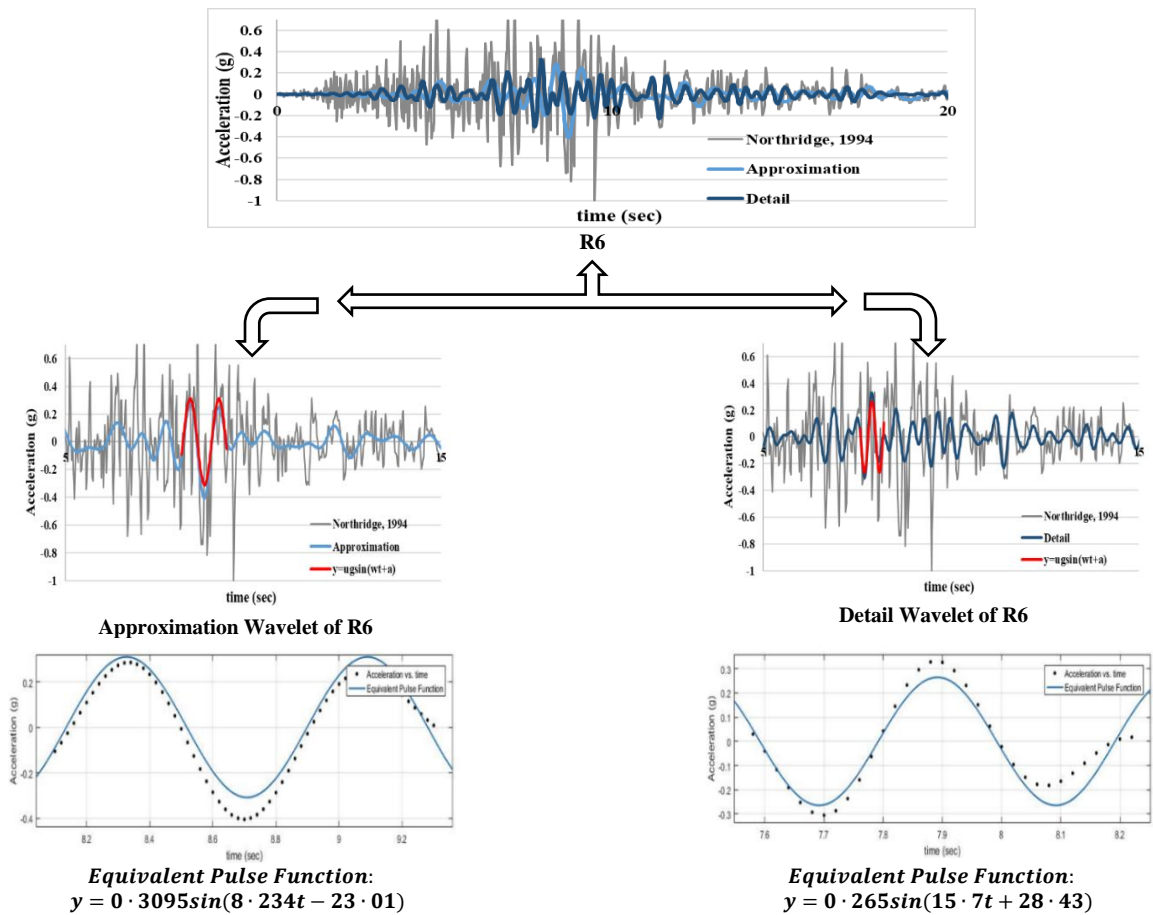 0.6
0.4
0.2
0
-0.2
-0.4
-0.6
-0.8
-1
Acceleration (g)
0
10
20
Northridge, 1994
Approximation
Detail
time (sec)
R6
0.6
0.4
0.2
0
-0.2
-0.4
-0.6
-0.8
-1
Acceleration (g)
5
15
Northridge, 1994
Approximation
y=ugsin(wt+a)
time (sec)
Approximation Wavelet of R6
0.6
0.4
0.2
0
-0.2
-0.4
-0.6
-0.8
-1
Acceleration (g)
5
15
Northridge, 1994
Detail
y=ugsin(wt+a)
time (sec)
Detail Wavelet of R6
0.2
0
-0.2
-0.4
Acceleration (g)
Acceleration vs. time
Equivalent Pulse Function
8.2 8.4 8.6 8.8 9 9.2
time (sec)
Equivalent Pulse Function:
y = 0·3095sin(8·234t − 23·01)
0.3
0.2
0.1
0
-0.1
-0.2
-0.3
Acceleration (g)
Acceleration vs. time
Equivalent Pulse Function
7.6 7.7 7.8 7.9 8 8.1 8.2
time (sec)
Equivalent Pulse Function:
y = 0·265sin(15·7t + 28·43)